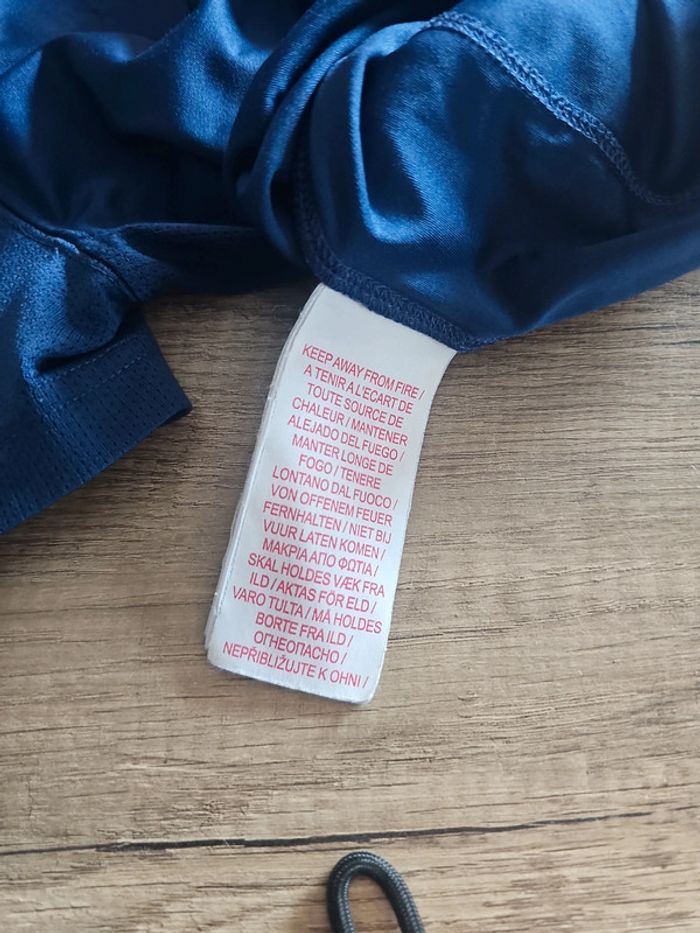 KEEP AWAY FROM FIRE /
A TENIR A L'ECART DE
TOUTE SOURCE DE
CHALEUR / MANTENER
ALEJADO DEL FUEGO /
MANTER LONGE DE
FOGO / TENERE
LONTANO DAL FUOCO /
VON OFFENEM FEUER
FERNHALTEN / NIET BIJ
VUUR LATEN KOMEN /
ΜΑΚΡΙΑ ΑΠΟ ΦΩΤΙΑ /
SKAL HOLDES VÆK FRA
ILD / AKTAS FÖR ELD /
VARO TULTA / MÅ HOLDES
BORTE FRA ILD /
ОГНЕОПАСНО /
NEPŘIBLIŽUJTE K OHNI /